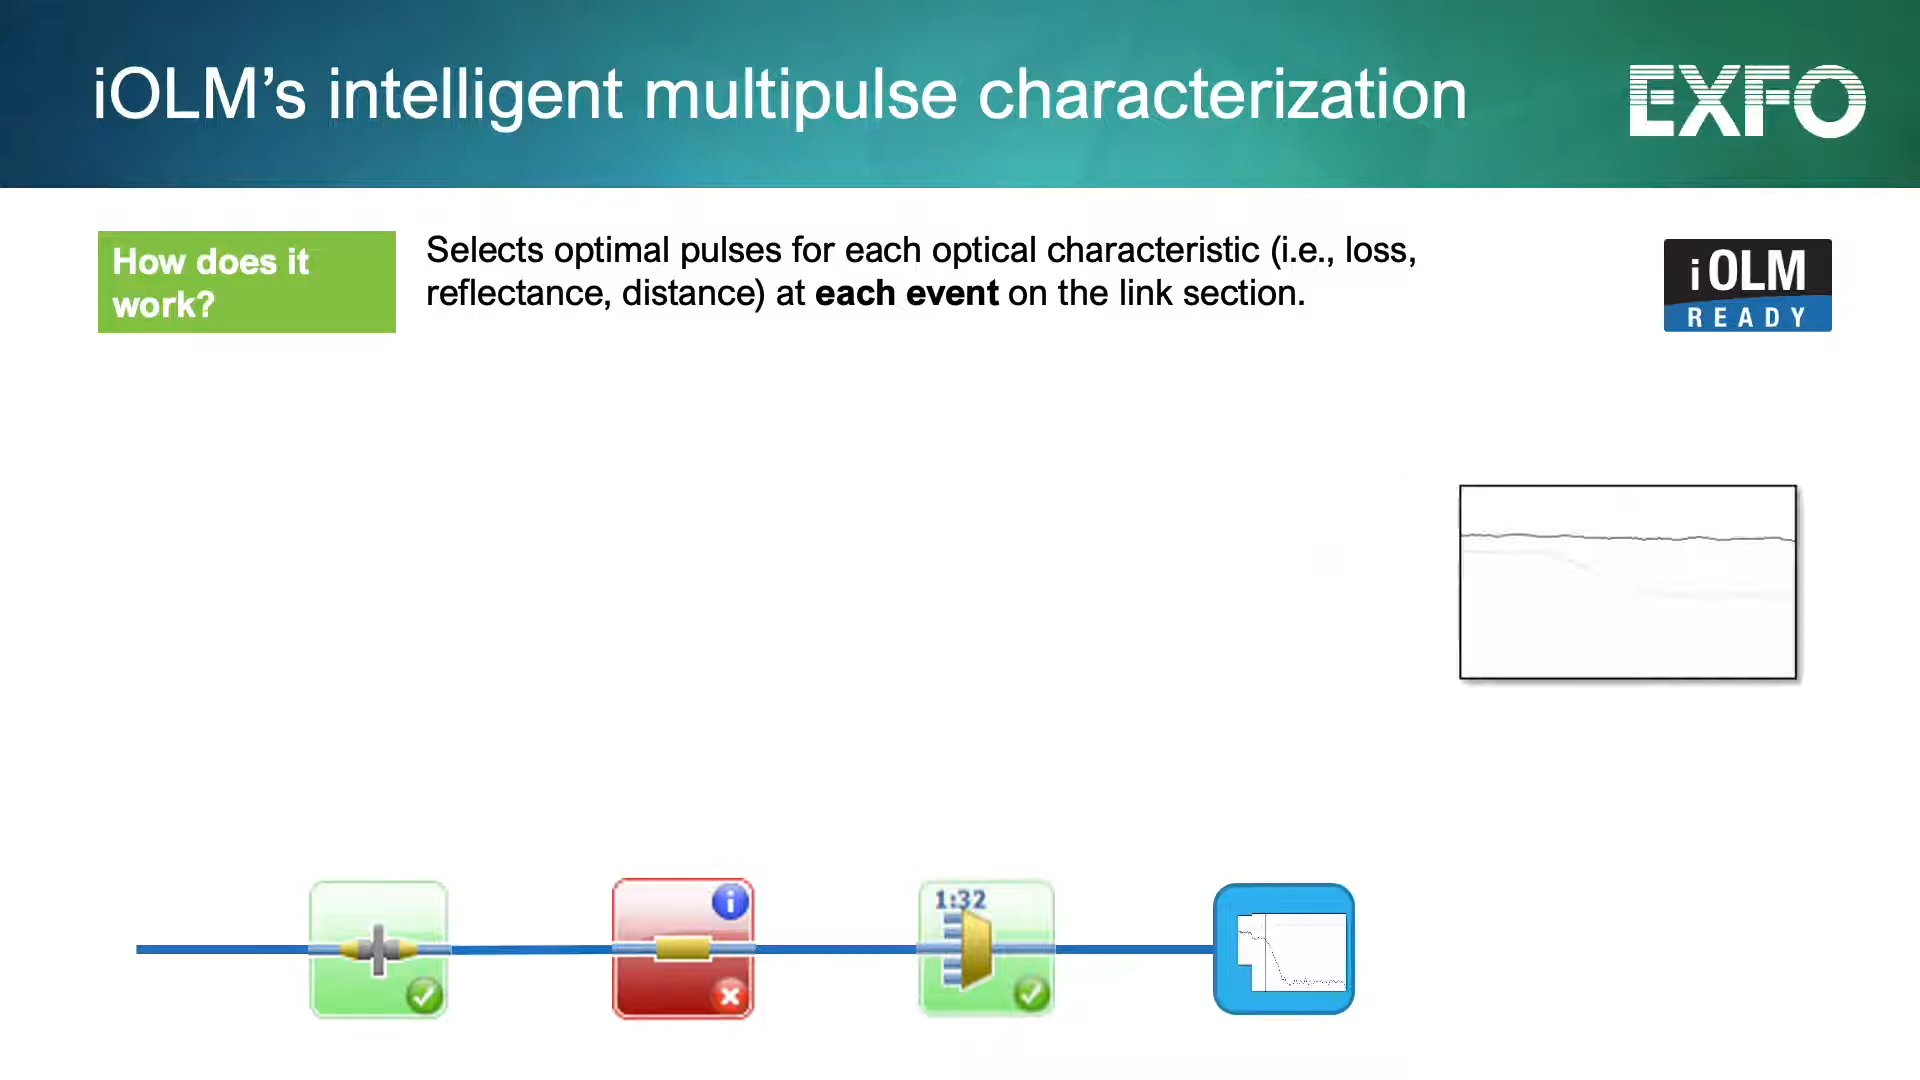 iOLM’s intelligent multipulse characterization
EXFO
How does it
work?
Selects optimal pulses for each optical characteristic (i.e., loss,
reflectance, distance) at each event on the link section.
iOLM
READY
i
1:32